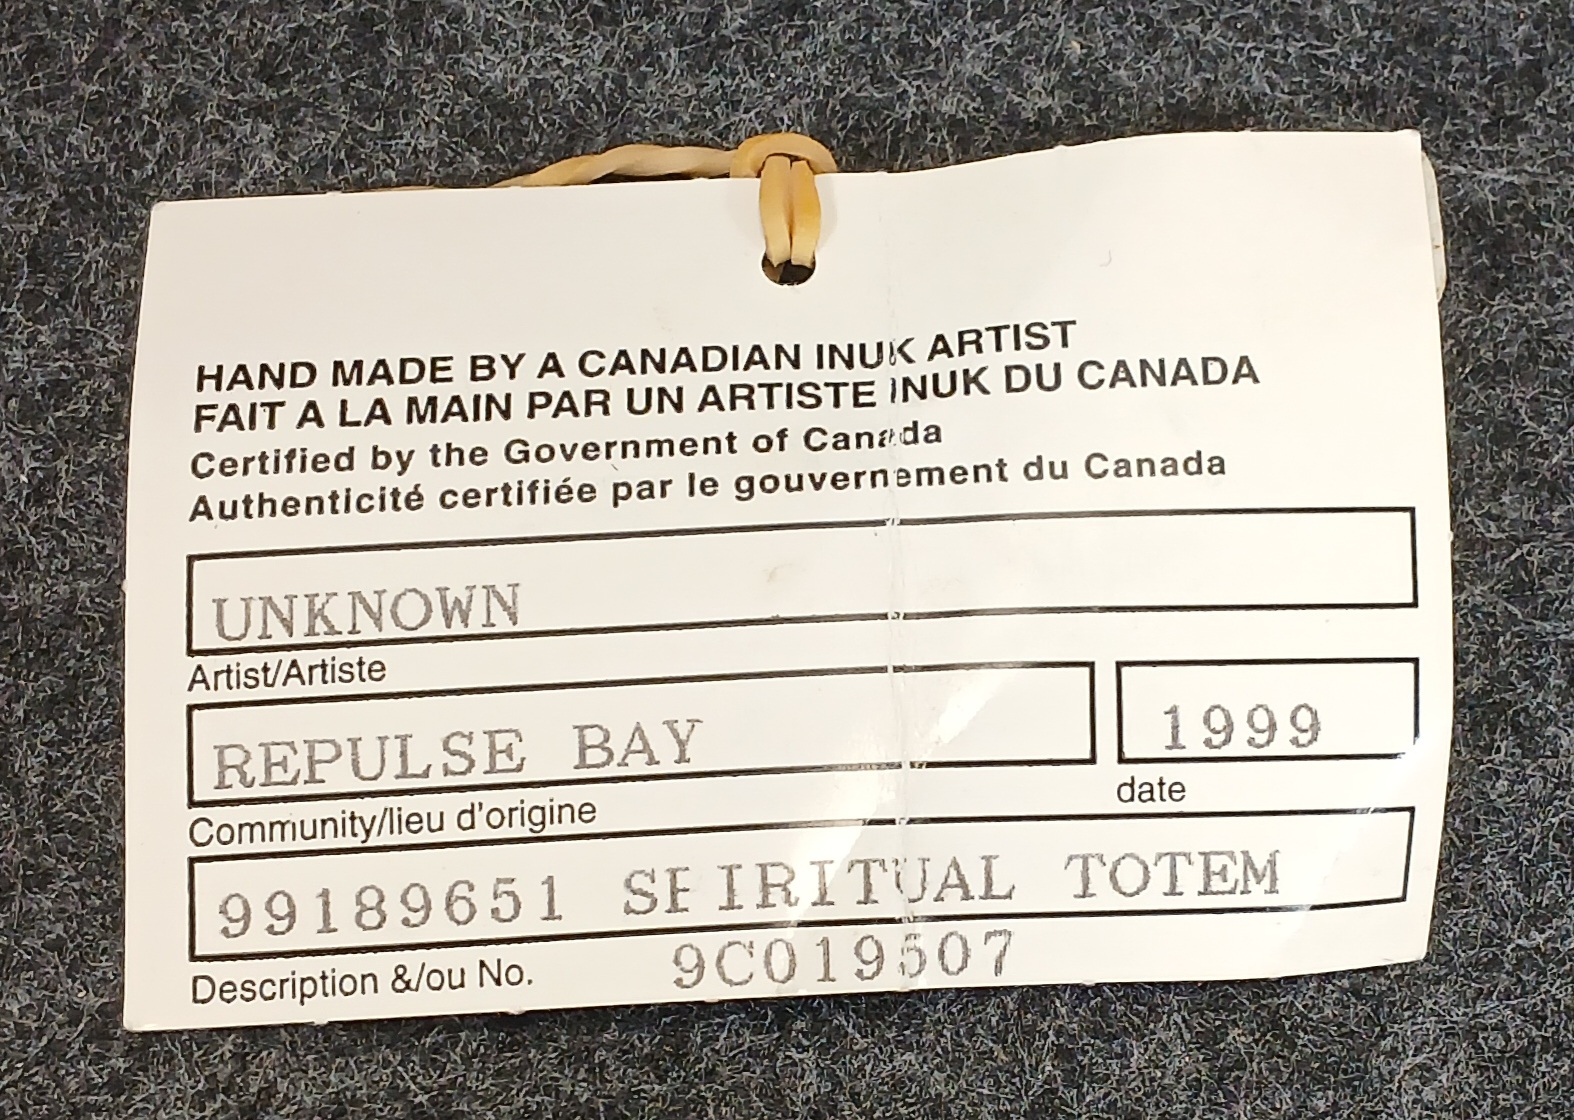 HAND MADE BY A CANADIAN INUK ARTIST
FAIT A LA MAIN PAR UN ARTISTE INUK DU CANADA
Certified by the Government of Canada
Authenticité certifiée par le gouvernement du Canada
UNKNOWN
Artist/Artiste
REPULSE BAY 1999
Community/lieu d'origine date
99189651 SPIRITUAL TOTEM
Description &/ou No. 9C019507